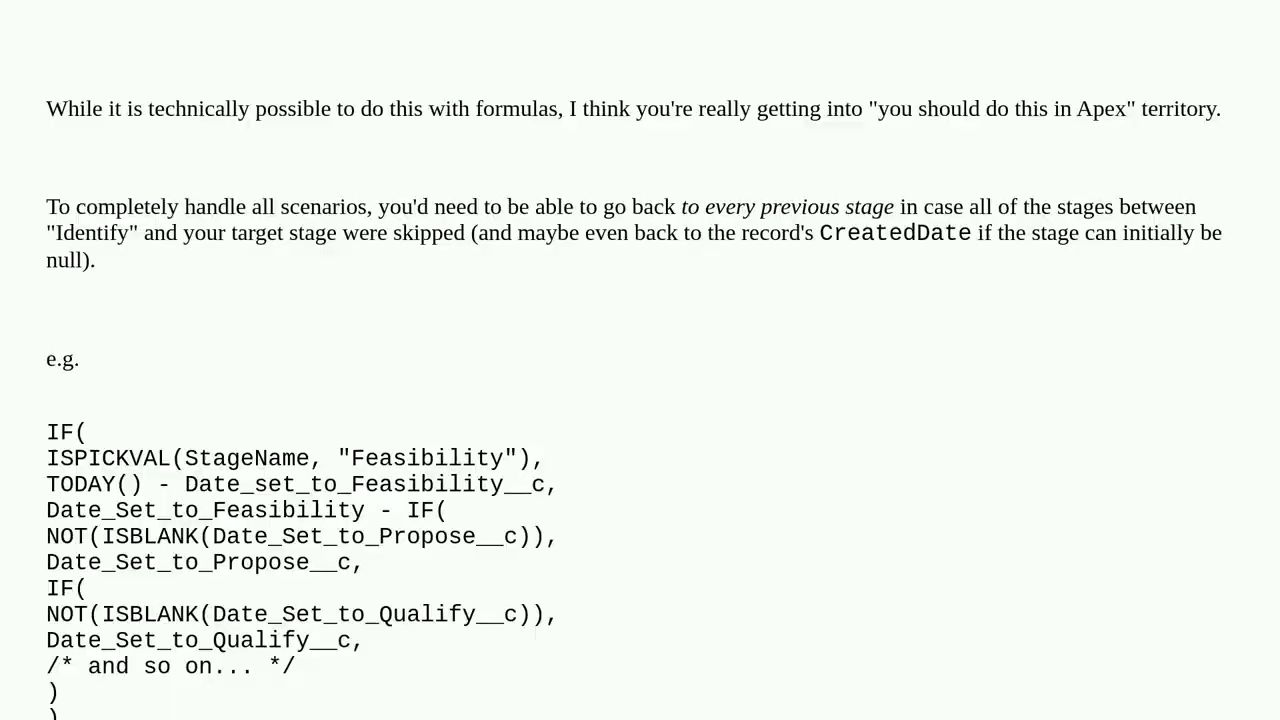 While it is technically possible to do this with formulas, I think you're really getting into "you should do this in Apex" territory.
To completely handle all scenarios, you'd need to be able to go back to every previous stage in case all of the stages between
"Identify" and your target stage were skipped (and maybe even back to the record's CreatedDate if the stage can initially be
null).
e.g.
IF(
ISPICKVAL(StageName, "Feasibility"),
TODAY() - Date_set_to_Feasibility__c,
Date_Set_to_Feasibility - IF(
NOT(ISBLANK(Date_Set_to_Propose__c)),
Date_Set_to_Propose__c,
IF(
NOT(ISBLANK(Date_Set_to_Qualify__c)),
Date_Set_to_Qualify__c,
/* and so on... */
)
)